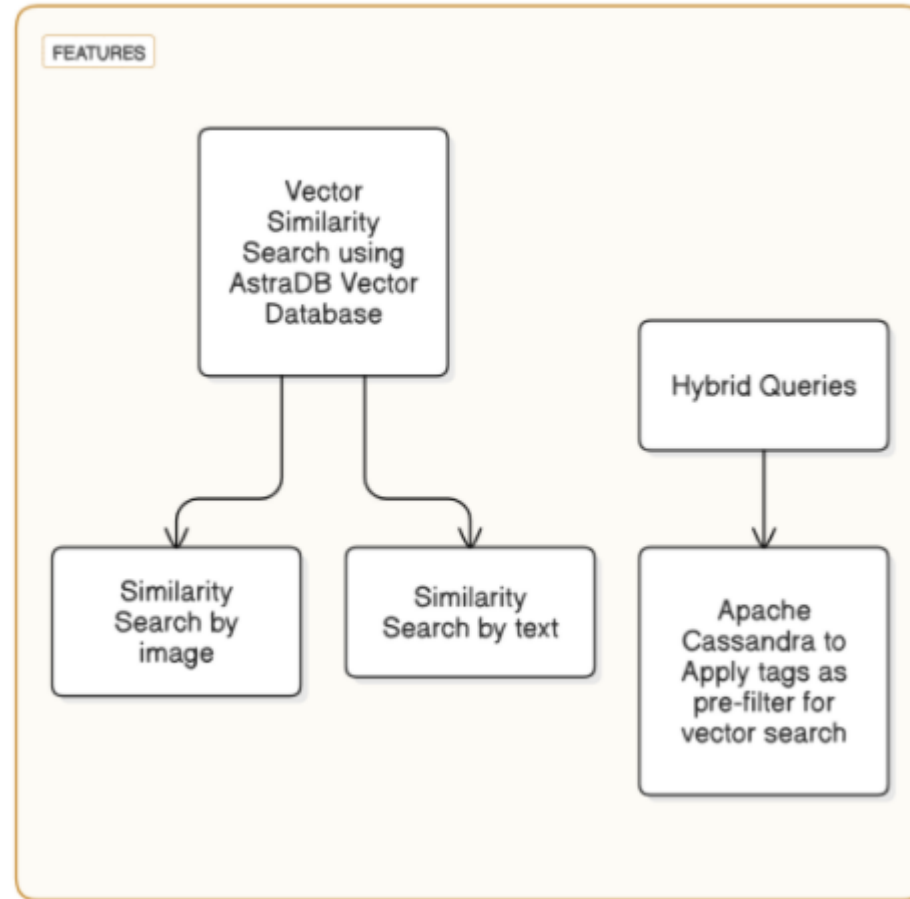 FEATURES
Vector
Similarity
Search using
AstraDB Vector
Database
Hybrid Queries
Similarity
Search by
image
Similarity
Search by text
Apache
Cassandra to
Apply tags as
pre-filter for
vector search